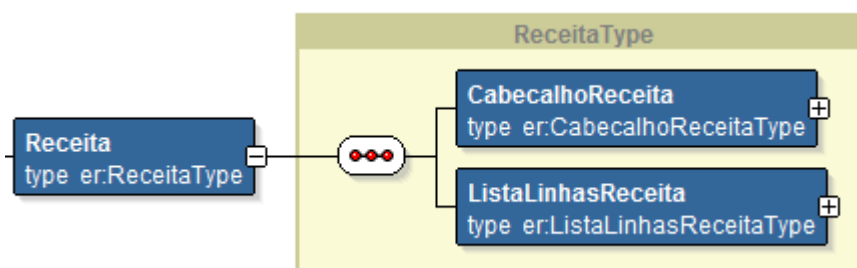 ReceitaType
Receita
type er:ReceitaType
CabecalhoReceita
type er:CabecalhoReceitaType
ListaLinhasReceita
type er:ListaLinhasReceitaType